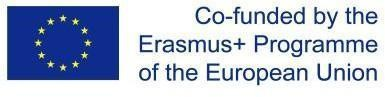 Co-funded by the
Erasmus+ Programme
of the European Union